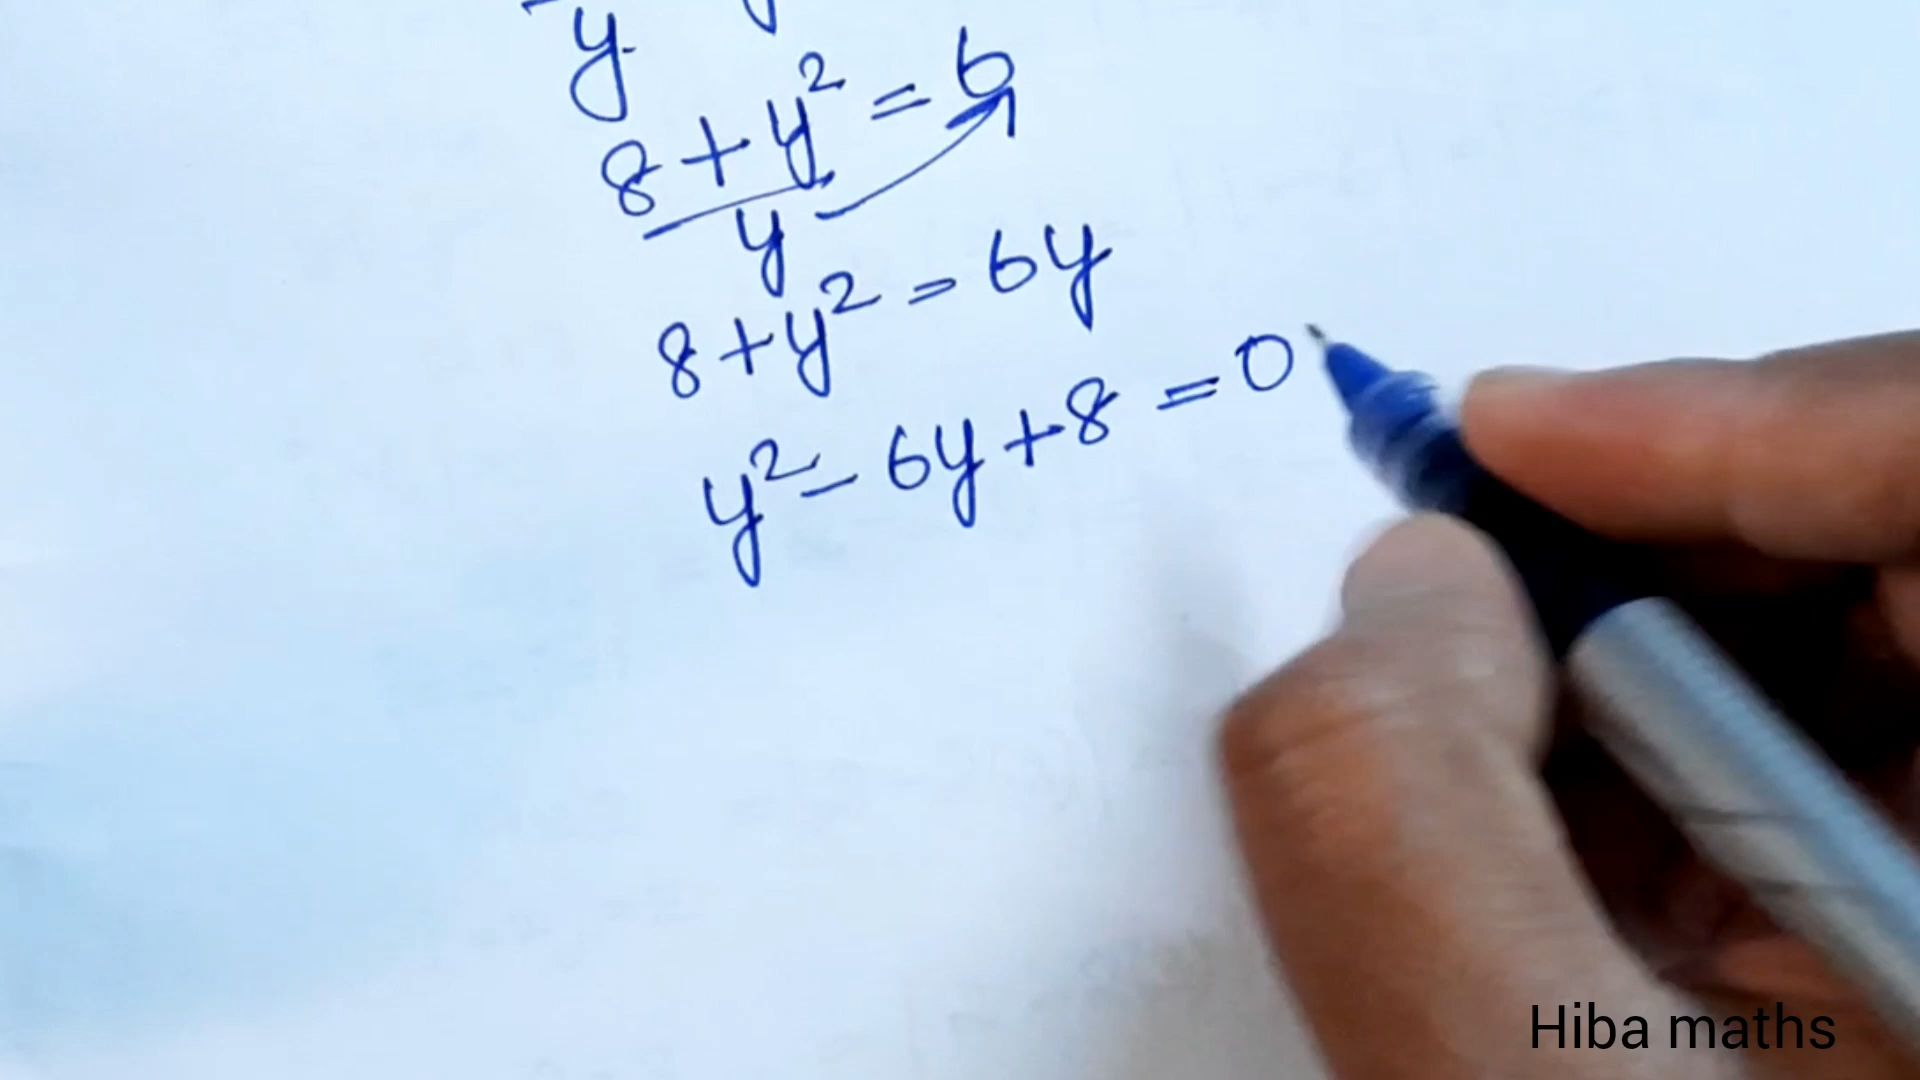 y
8+y²=6
y
8+y²=6y
y²-6y+8=0
Hiba maths